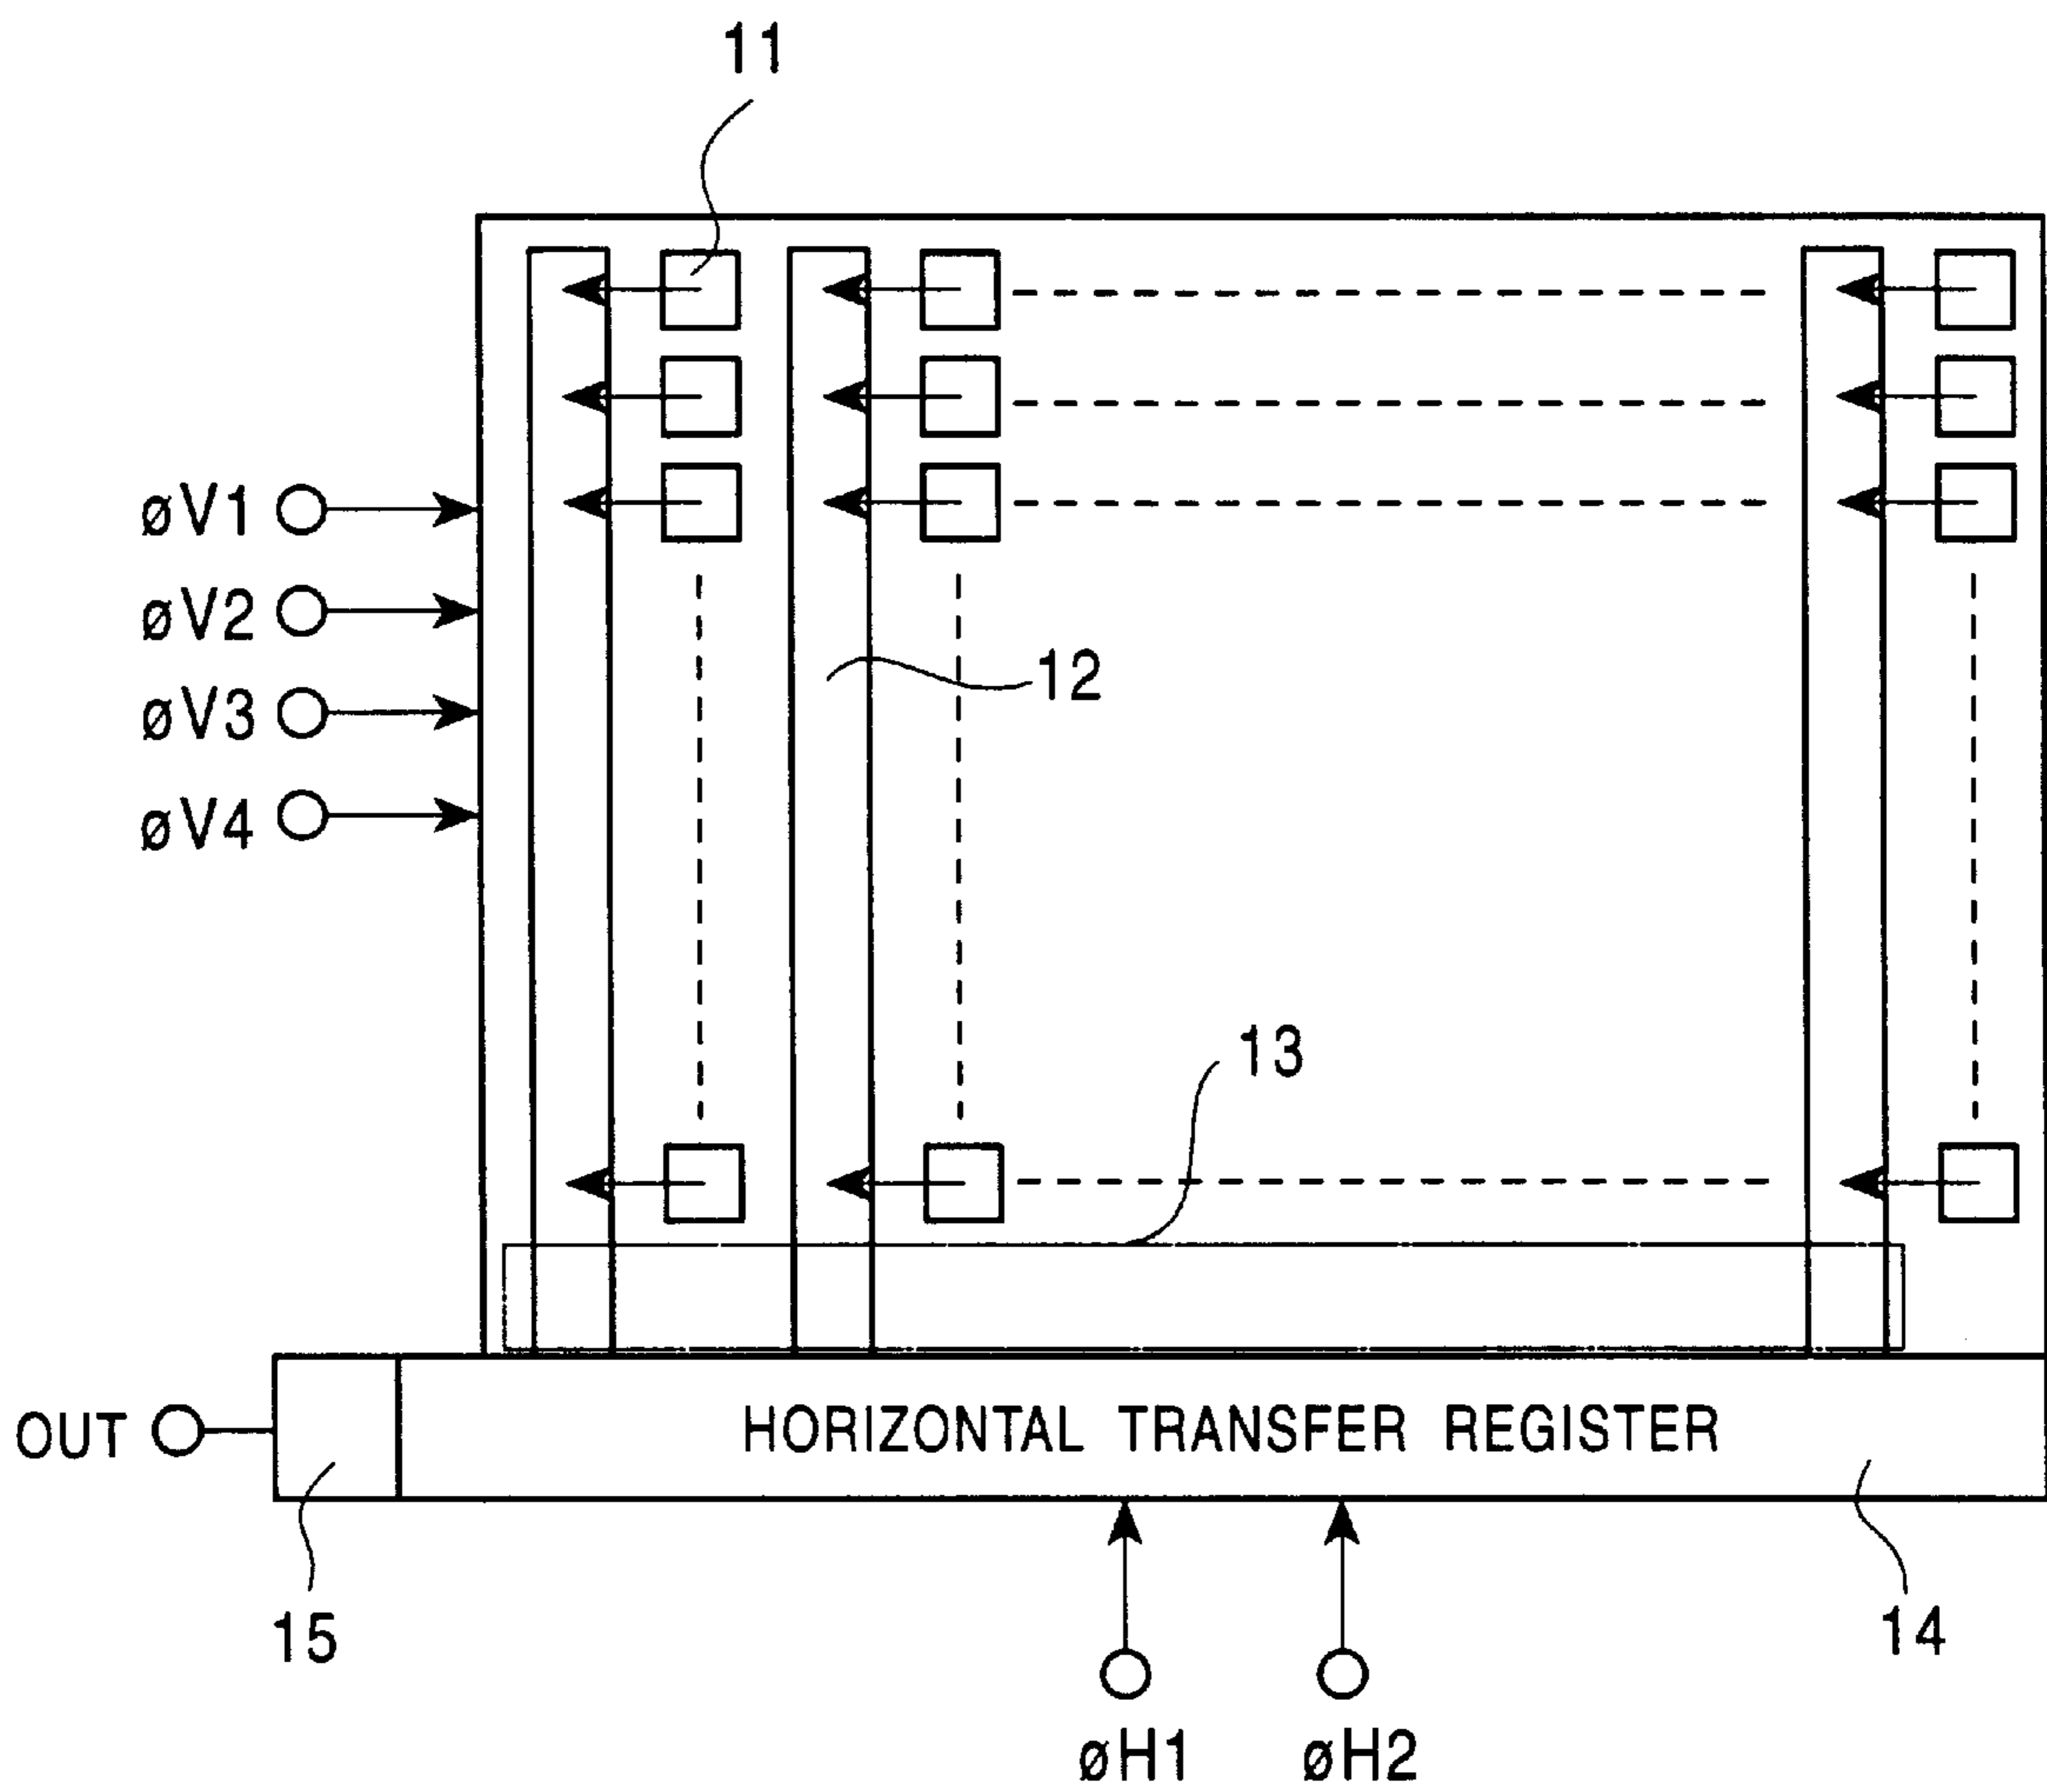 11
øV1
øV2
12
øV3
øV4
13
HORIZONTAL TRANSFER REGISTER
OUT
15
14
øH1
øH2